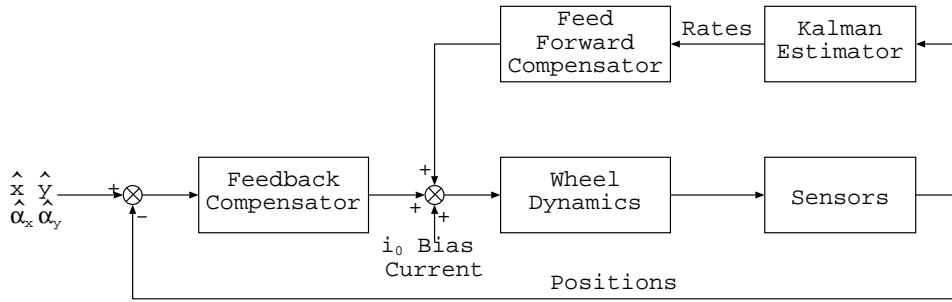 Feed
Forward
Compensator
Rates
Kalman
Estimator
x̂ ŷ
α̂ₓ α̂ᵧ
+
−
Feedback
Compensator
+
+
+
Wheel
Dynamics
Sensors
i₀ Bias
Current
Positions